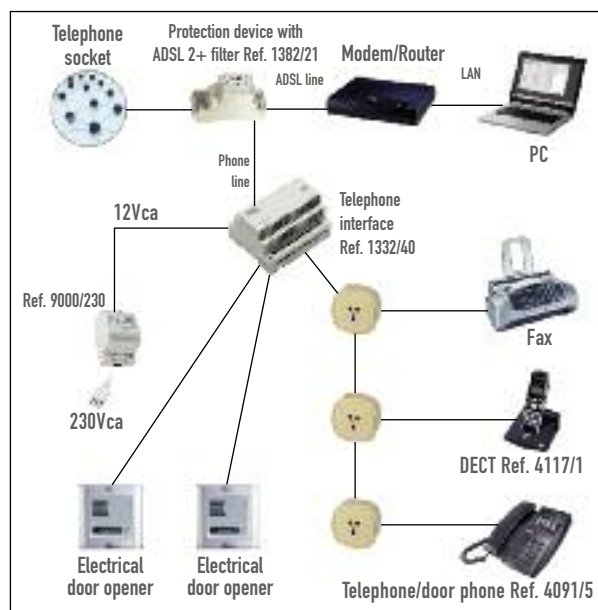 Telephone
socket
Protection device with
ADSL 2+ filter Ref. 1382/21
ADSL line
Modem/Router
LAN
PC
Phone
line
Telephone
interface
Ref. 1332/40
12Vca
Ref. 9000/230
230Vca
Fax
DECT Ref. 4117/1
Electrical
door opener
Electrical
door opener
Telephone/door phone Ref. 4091/5